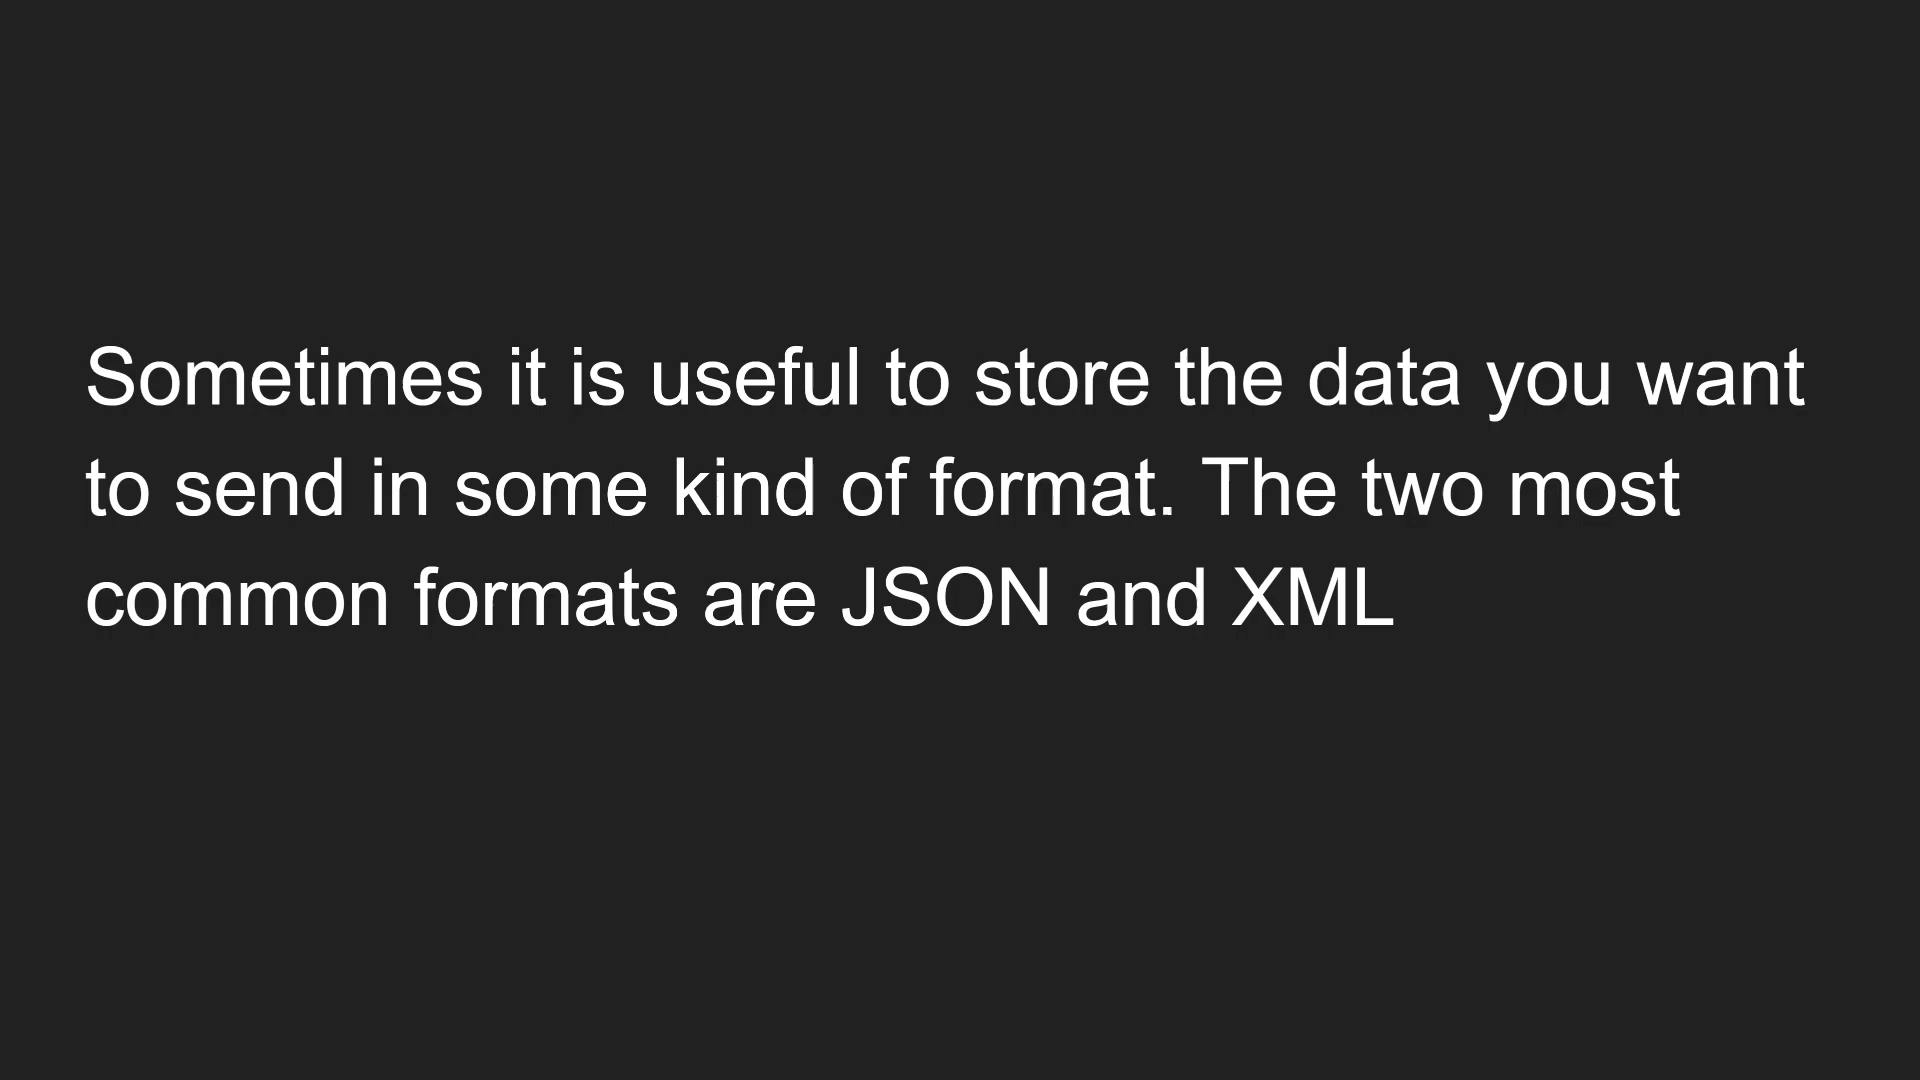 Sometimes it is useful to store the data you want
to send in some kind of format. The two most
common formats are JSON and XML